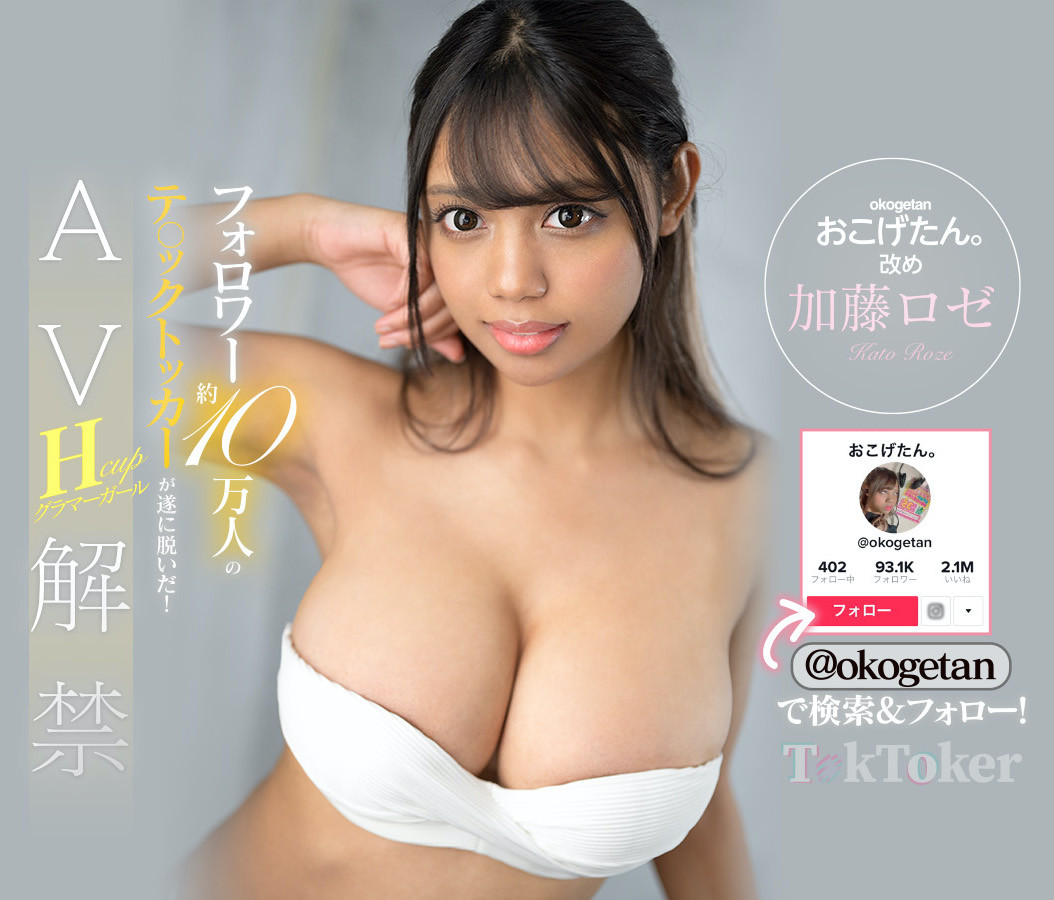 AV解禁
Hcup
グラマーガール
フォロワー約10万人の
テ〇ックトッカーが遂に脱いだ!
okogetan
おこげたん。
改め
加藤ロゼ
Kato Roze
おこげたん。
@okogetan
402 93.1K 2.1M
フォロー中 フォロワー いいね
フォロー
@okogetan
で検索&フォロー!
TokToker